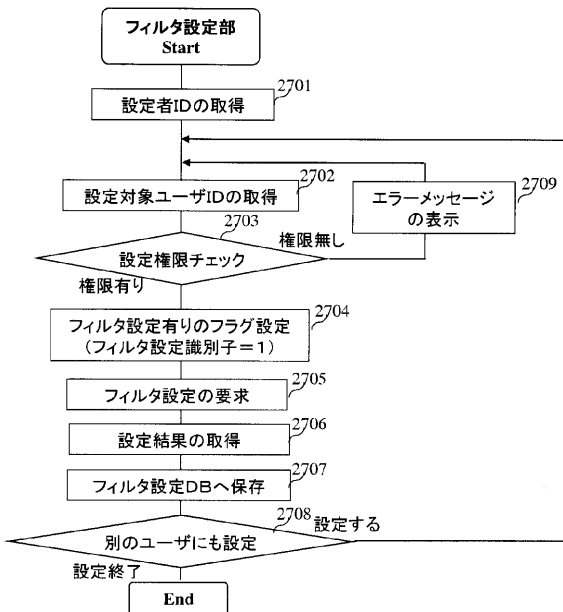 フィルタ設定部
Start
2701
設定者IDの取得
2702
設定対象ユーザIDの取得
2709
エラーメッセージ
の表示
2703
設定権限チェック
権限無し
権限有り
2704
フィルタ設定有りのフラグ設定
(フィルタ設定識別子=1)
2705
フィルタ設定の要求
2706
設定結果の取得
2707
フィルタ設定DBへ保存
2708
別のユーザにも設定
設定する
設定終了
End